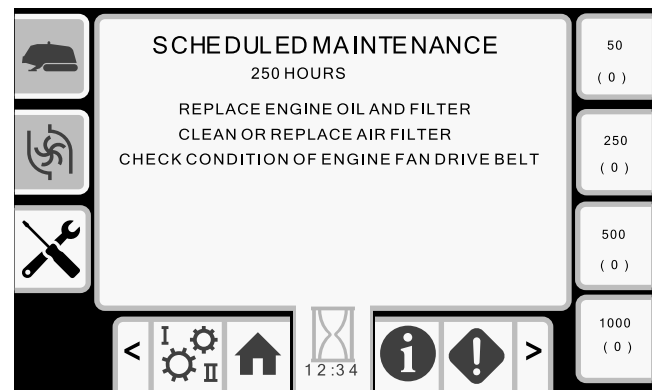 SCHEDULED MAINTENANCE
250 HOURS
REPLACE ENGINE OIL AND FILTER
CLEAN OR REPLACE AIR FILTER
CHECK CONDITION OF ENGINE FAN DRIVE BELT
50
( 0 )
250
( 0 )
500
( 0 )
1000
( 0 )
< I II 12:34 i ! >